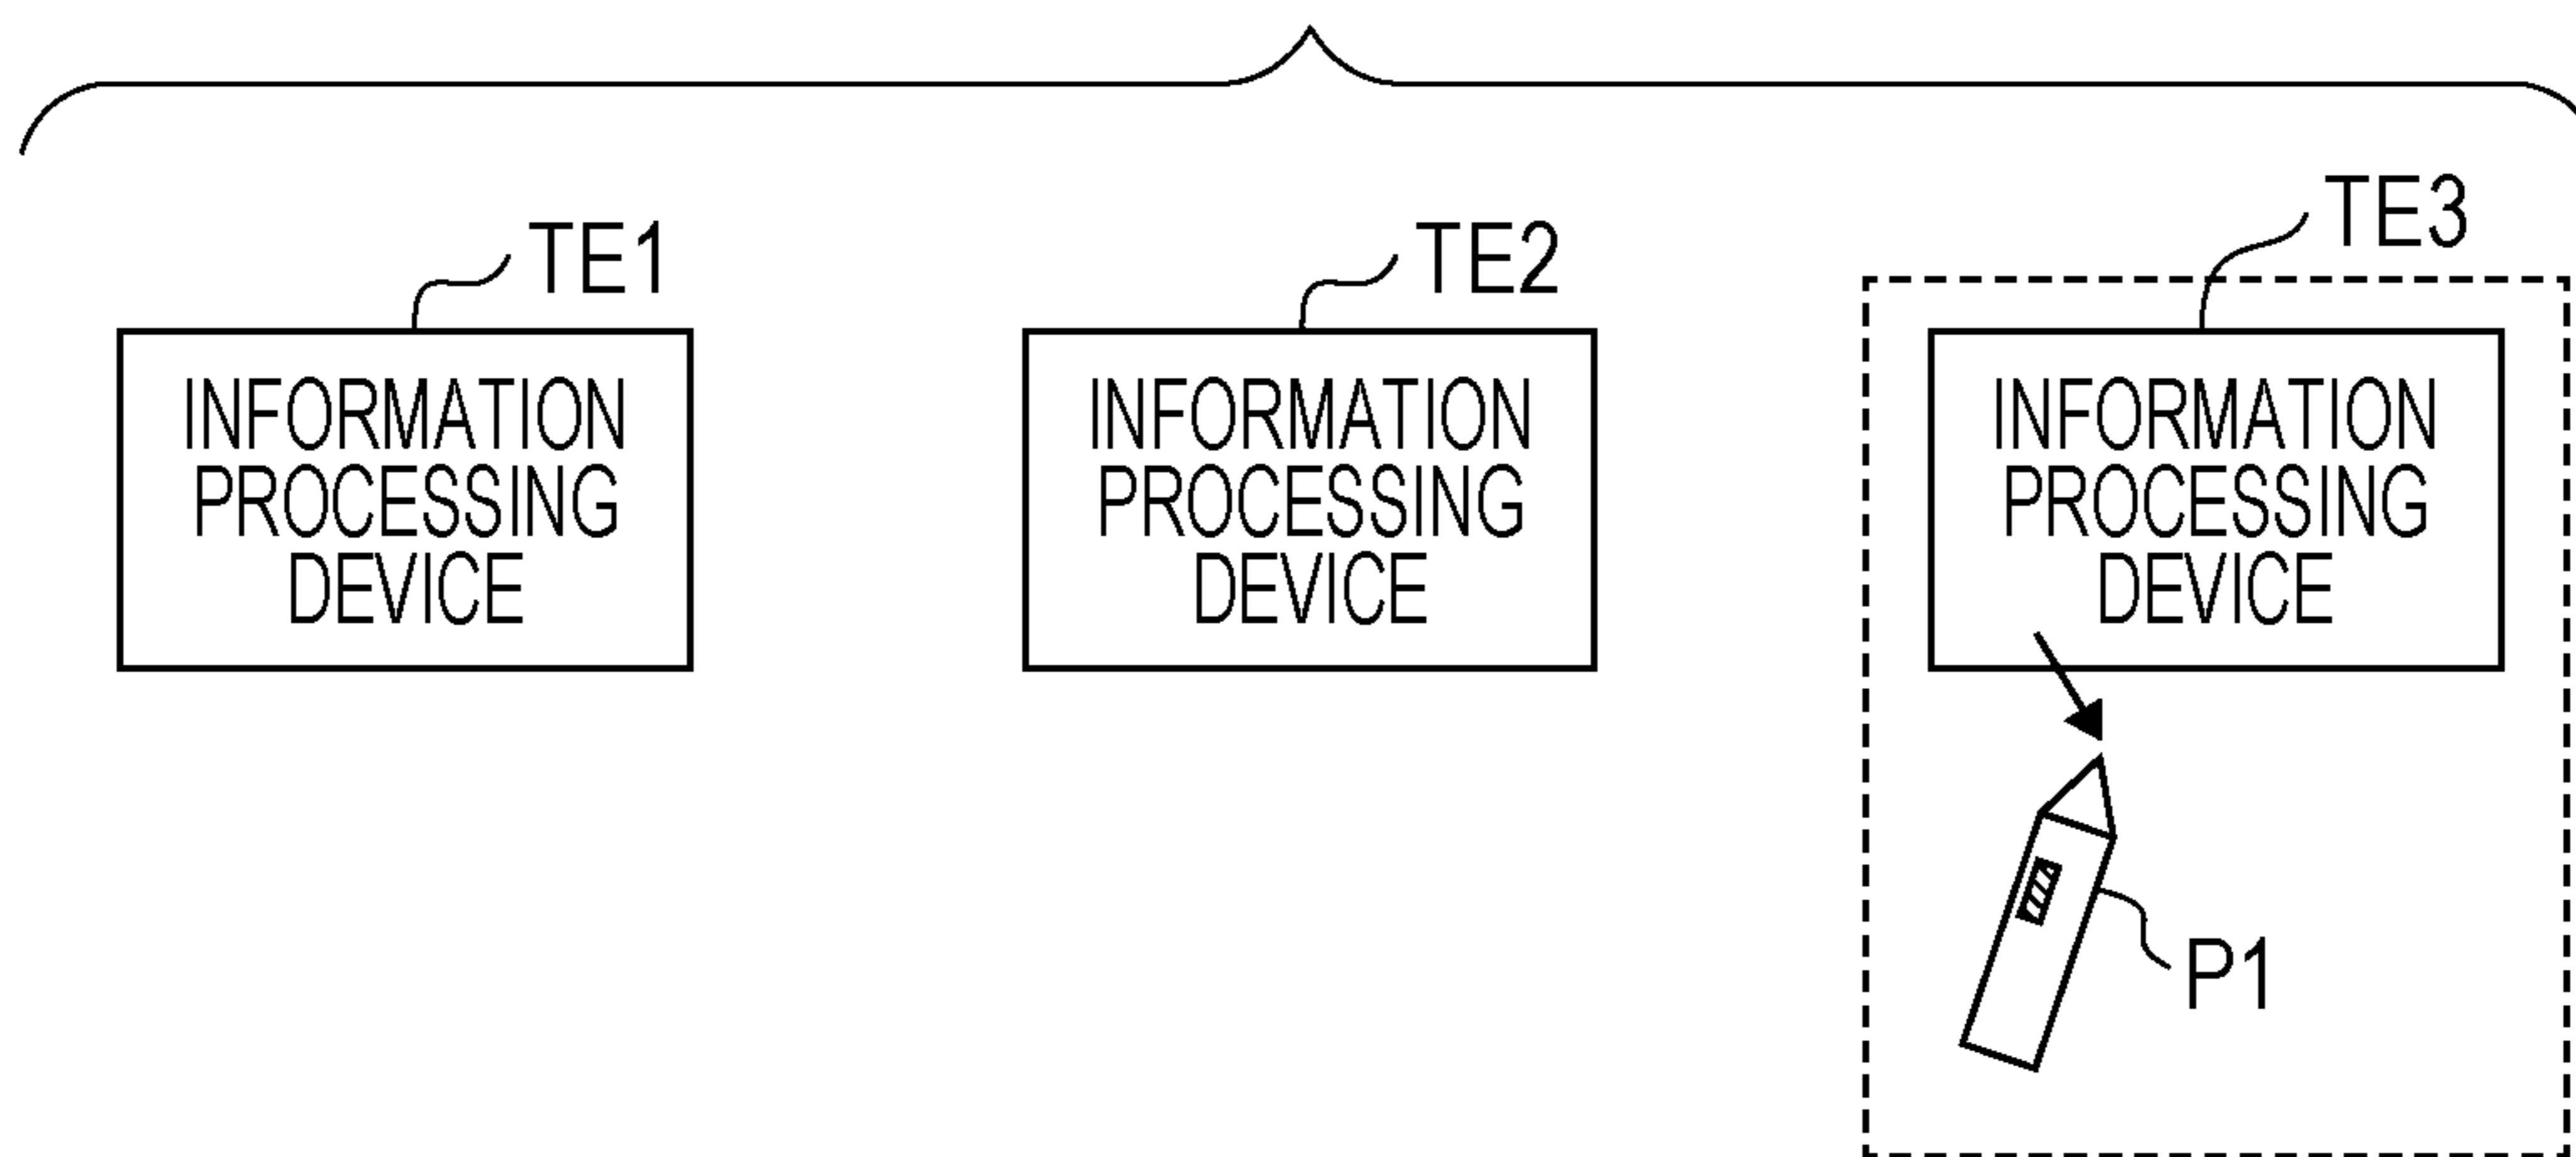 TE1
TE2
TE3
INFORMATION
PROCESSING
DEVICE
INFORMATION
PROCESSING
DEVICE
INFORMATION
PROCESSING
DEVICE
P1